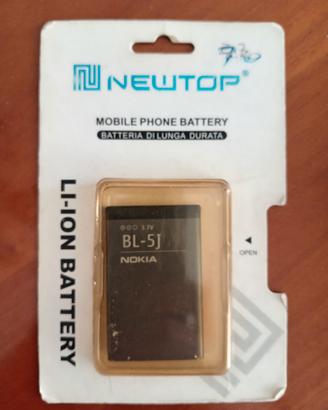 NEWTOP®
MOBILE PHONE BATTERY
BATTERIA DI LUNGA DURATA
LI-ION BATTERY
3.7V
BL-5J
NOKIA
OPEN